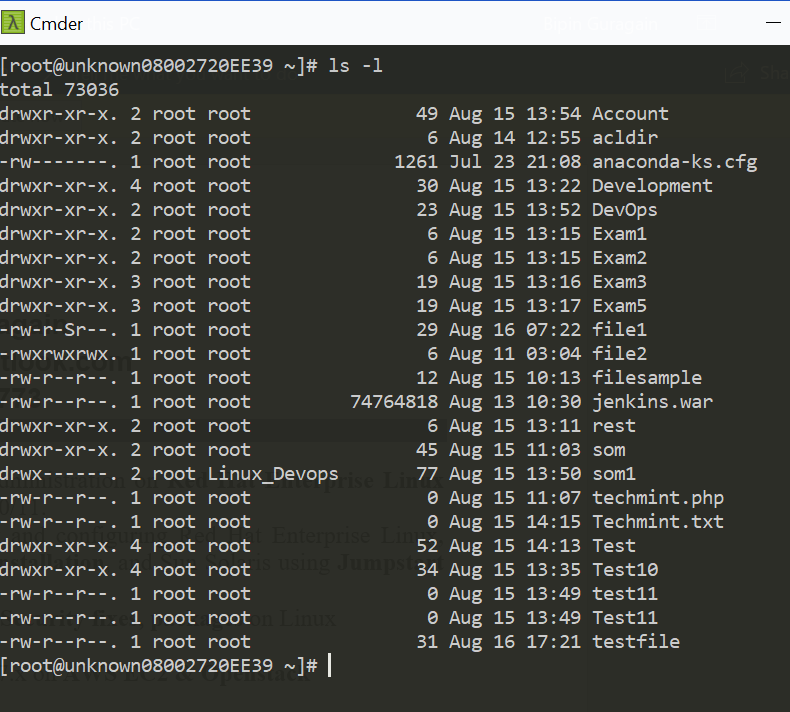 Cmder
[root@unknown08002720EE39 ~]# ls -l
total 73036
drwxr-xr-x. 2 root root               49 Aug 15 13:54 Account
drwxr-xr-x. 2 root root                6 Aug 14 12:55 acldir
-rw-------. 1 root root             1261 Jul 23 21:08 anaconda-ks.cfg
drwxr-xr-x. 4 root root               30 Aug 15 13:22 Development
drwxr-xr-x. 2 root root               23 Aug 15 13:52 DevOps
drwxr-xr-x. 2 root root                6 Aug 15 13:15 Exam1
drwxr-xr-x. 2 root root                6 Aug 15 13:15 Exam2
drwxr-xr-x. 3 root root               19 Aug 15 13:16 Exam3
drwxr-xr-x. 3 root root               19 Aug 15 13:17 Exam5
-rw-r-Sr--. 1 root root               29 Aug 16 07:22 file1
-rwxrwxrwx. 1 root root                6 Aug 11 03:04 file2
-rw-r--r--. 1 root root               12 Aug 15 10:13 filesample
-rw-r--r--. 1 root root         74764818 Aug 13 10:30 jenkins.war
drwxr-xr-x. 2 root root                6 Aug 15 13:11 rest
drwxr-xr-x. 2 root root               45 Aug 15 11:03 som
drwx------. 2 root Linux_Devops       77 Aug 15 13:50 som1
-rw-r--r--. 1 root root                0 Aug 15 11:07 techmint.php
-rw-r--r--. 1 root root                0 Aug 15 14:15 Techmint.txt
drwxr-xr-x. 4 root root               52 Aug 15 14:13 Test
drwxr-xr-x. 4 root root               34 Aug 15 13:35 Test10
-rw-r--r--. 1 root root                0 Aug 15 13:49 test11
-rw-r--r--. 1 root root                0 Aug 15 13:49 Test11
-rw-r--r--. 1 root root               31 Aug 16 17:21 testfile
[root@unknown08002720EE39 ~]#